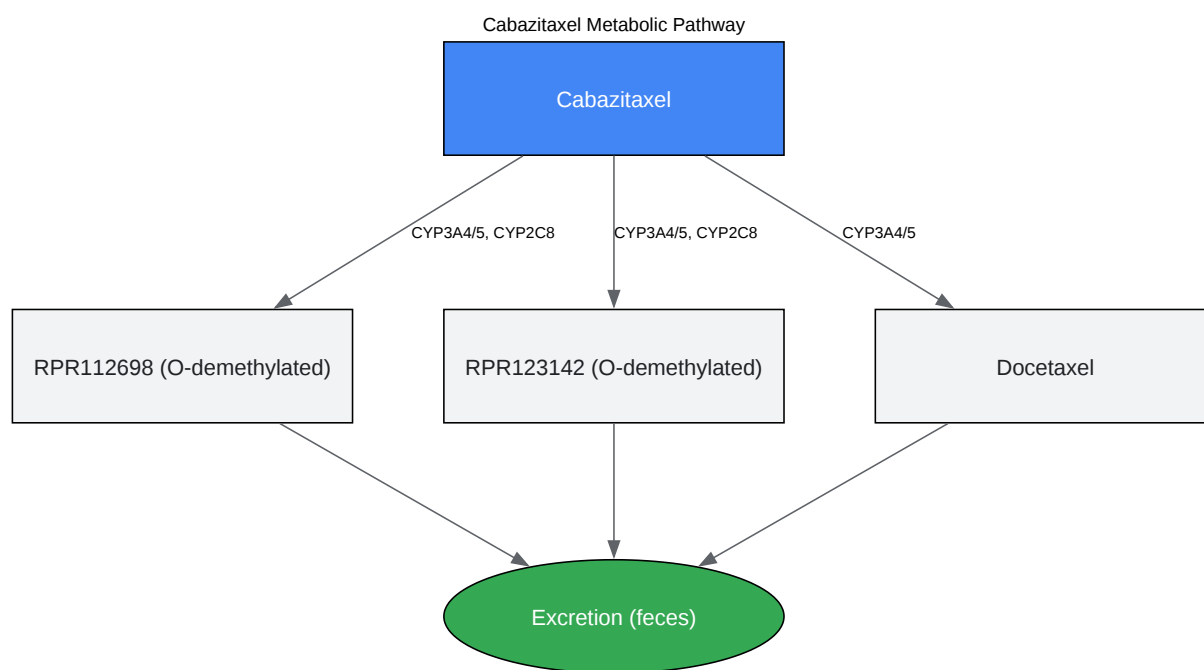 Cabazitaxel Metabolic Pathway
Cabazitaxel
CYP3A4/5, CYP2C8
CYP3A4/5, CYP2C8
CYP3A4/5
RPR112698 (O-demethylated)
RPR123142 (O-demethylated)
Docetaxel
Excretion (feces)